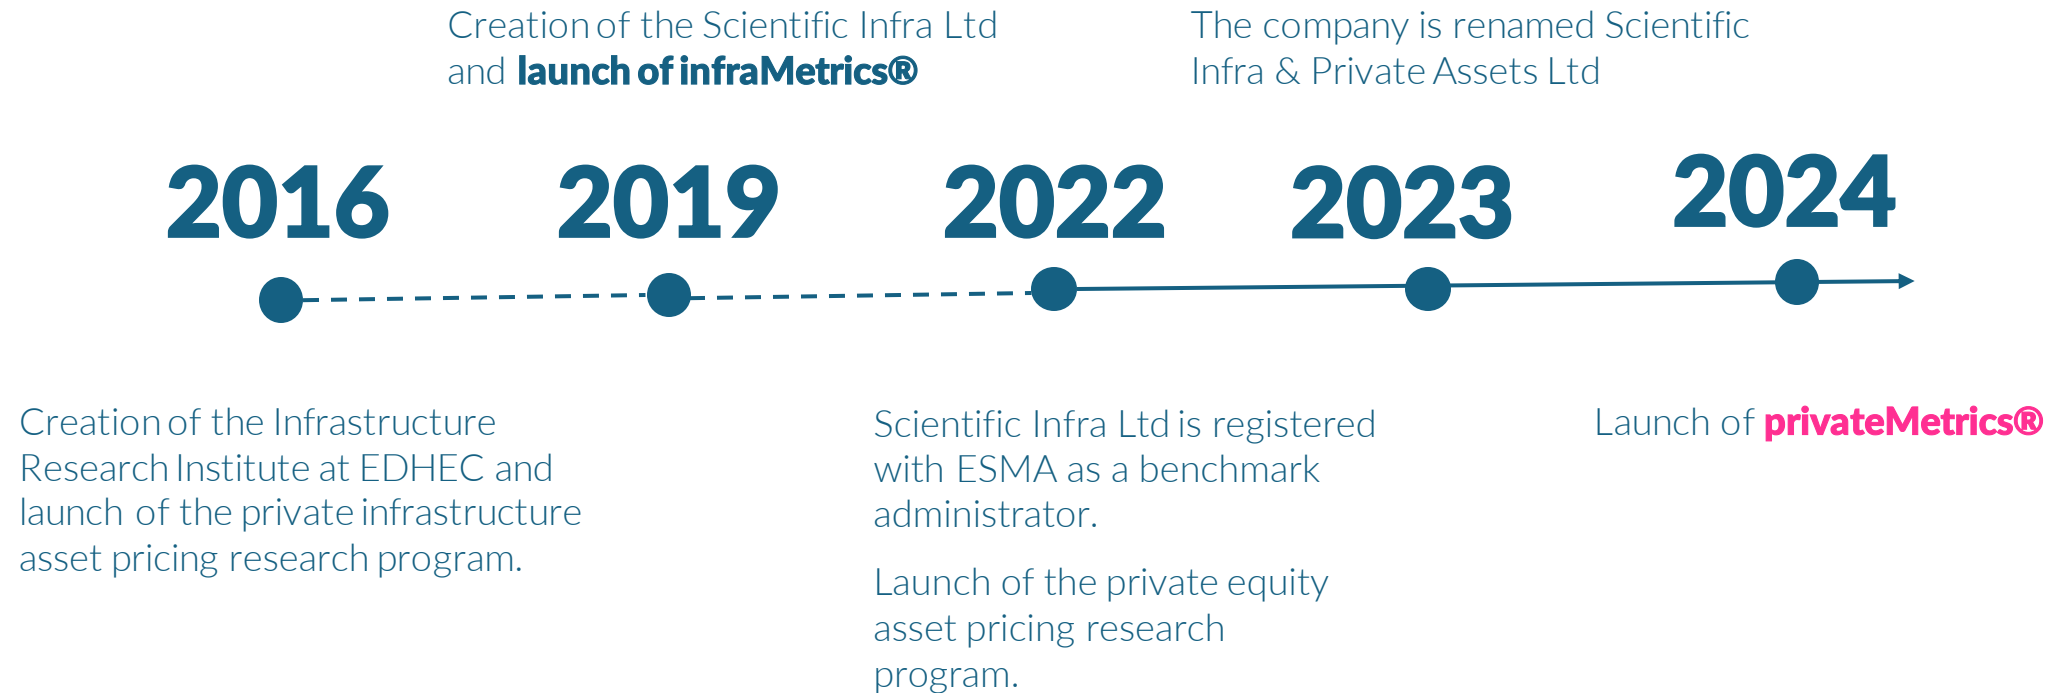 Creation of the Scientific Infra Ltd
and launch of infraMetrics®
The company is renamed Scientific
Infra & Private Assets Ltd
2016
2019
2022
2023
2024
Creation of the Infrastructure
Research Institute at EDHEC and
launch of the private infrastructure
asset pricing research program.
Scientific Infra Ltd is registered
with ESMA as a benchmark
administrator.
Launch of the private equity
asset pricing research
program.
Launch of privateMetrics®